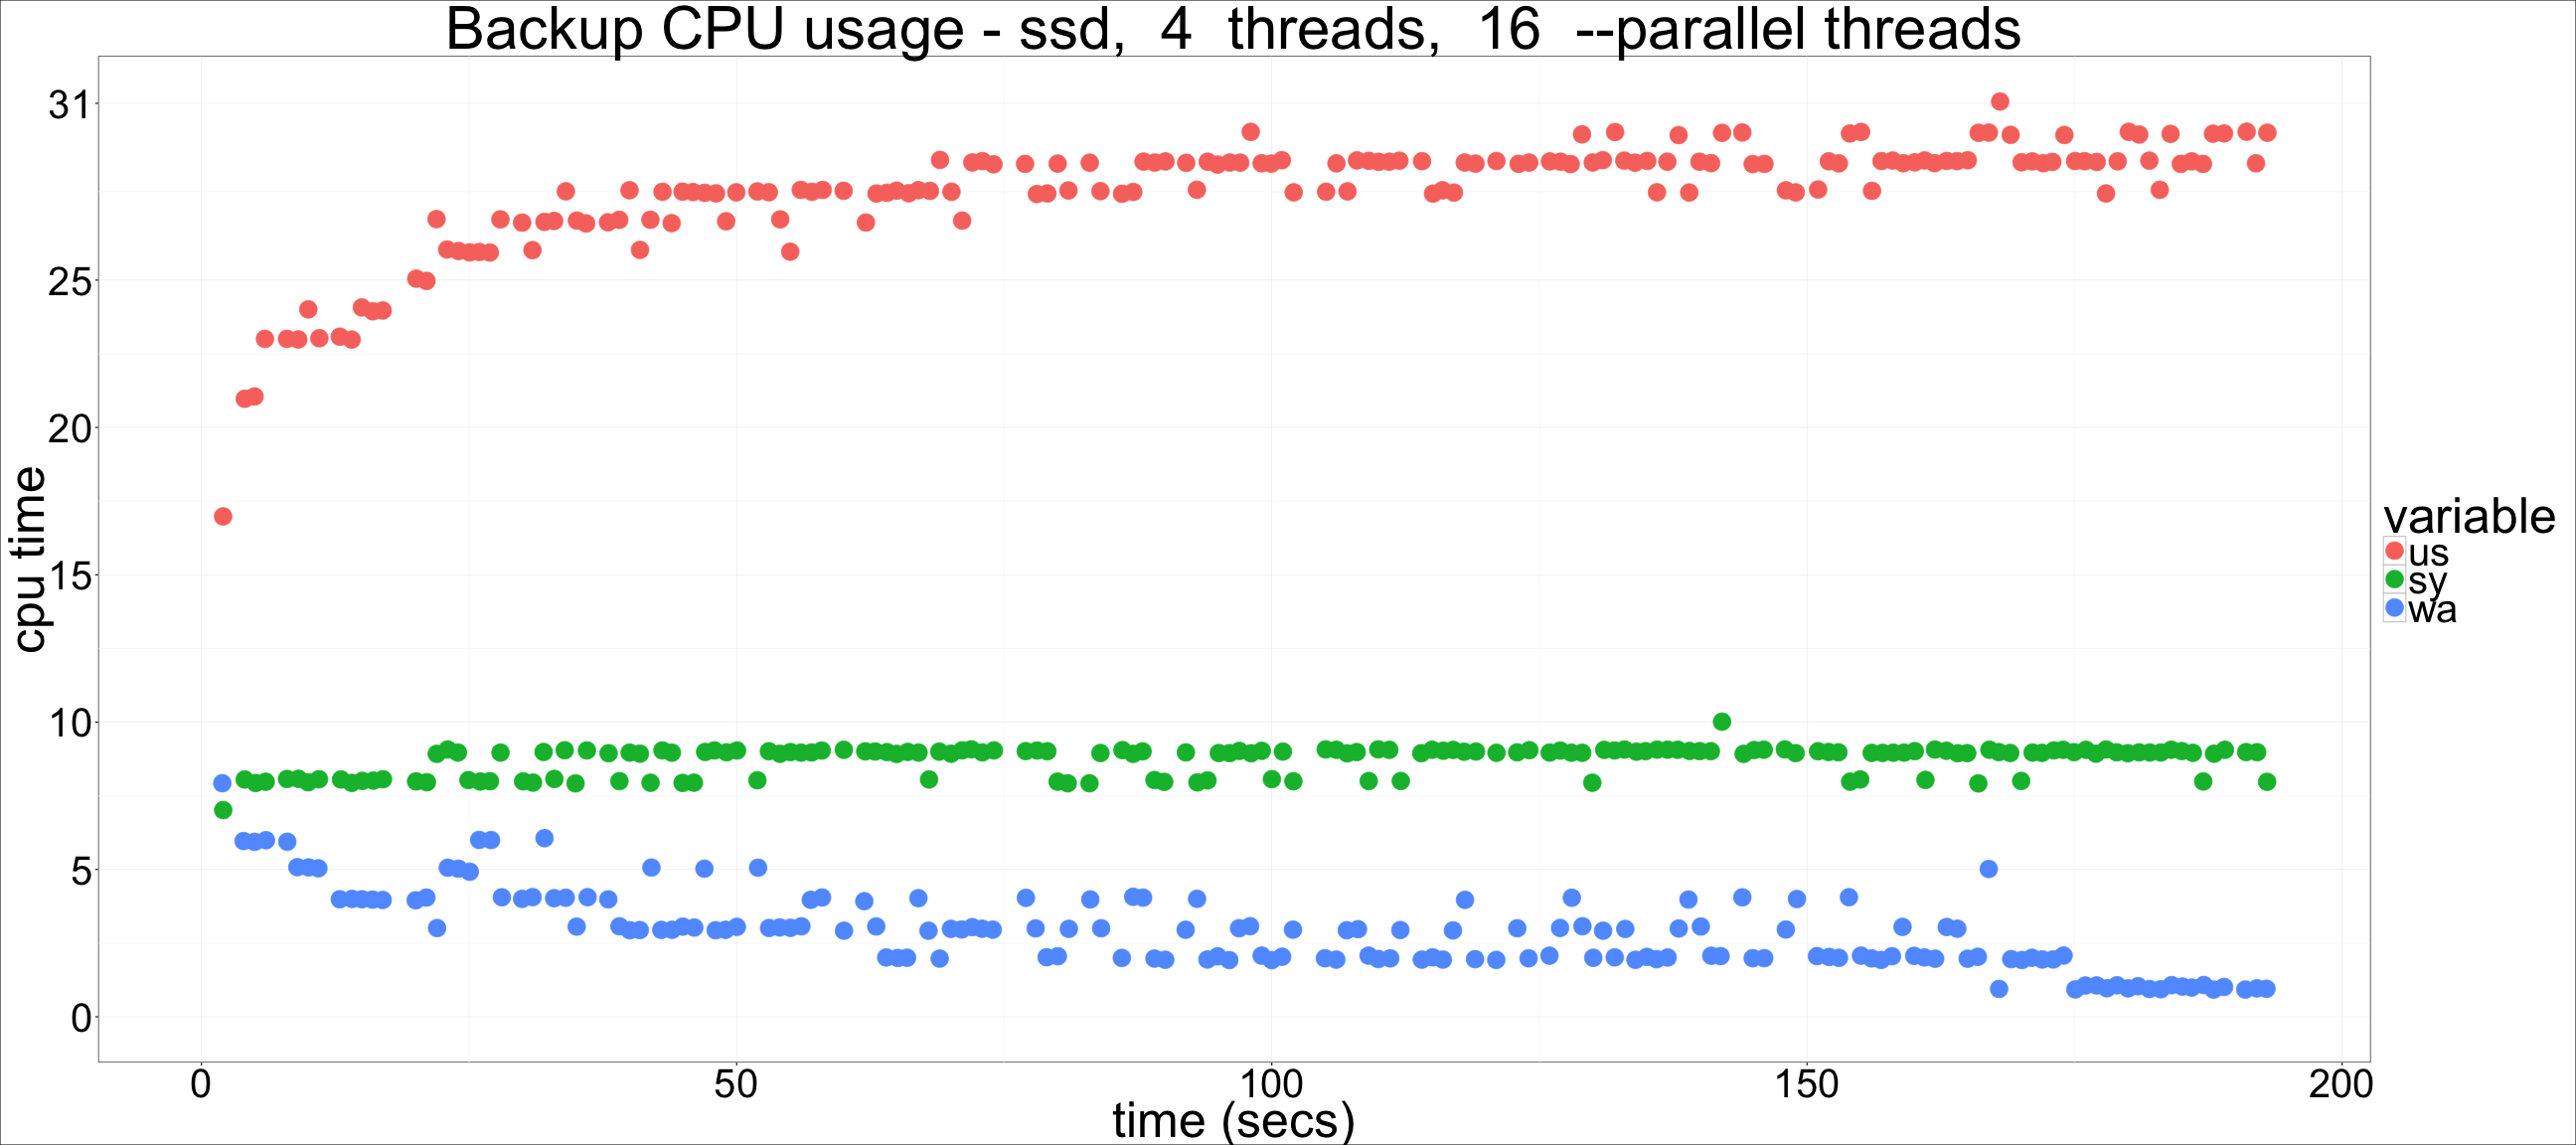 Backup CPU usage - ssd,  4  threads,  16  --parallel threads
31
25
20
15
10
5
0
cpu time
0 50 100 150 200
time (secs)
variable
us
sy
wa